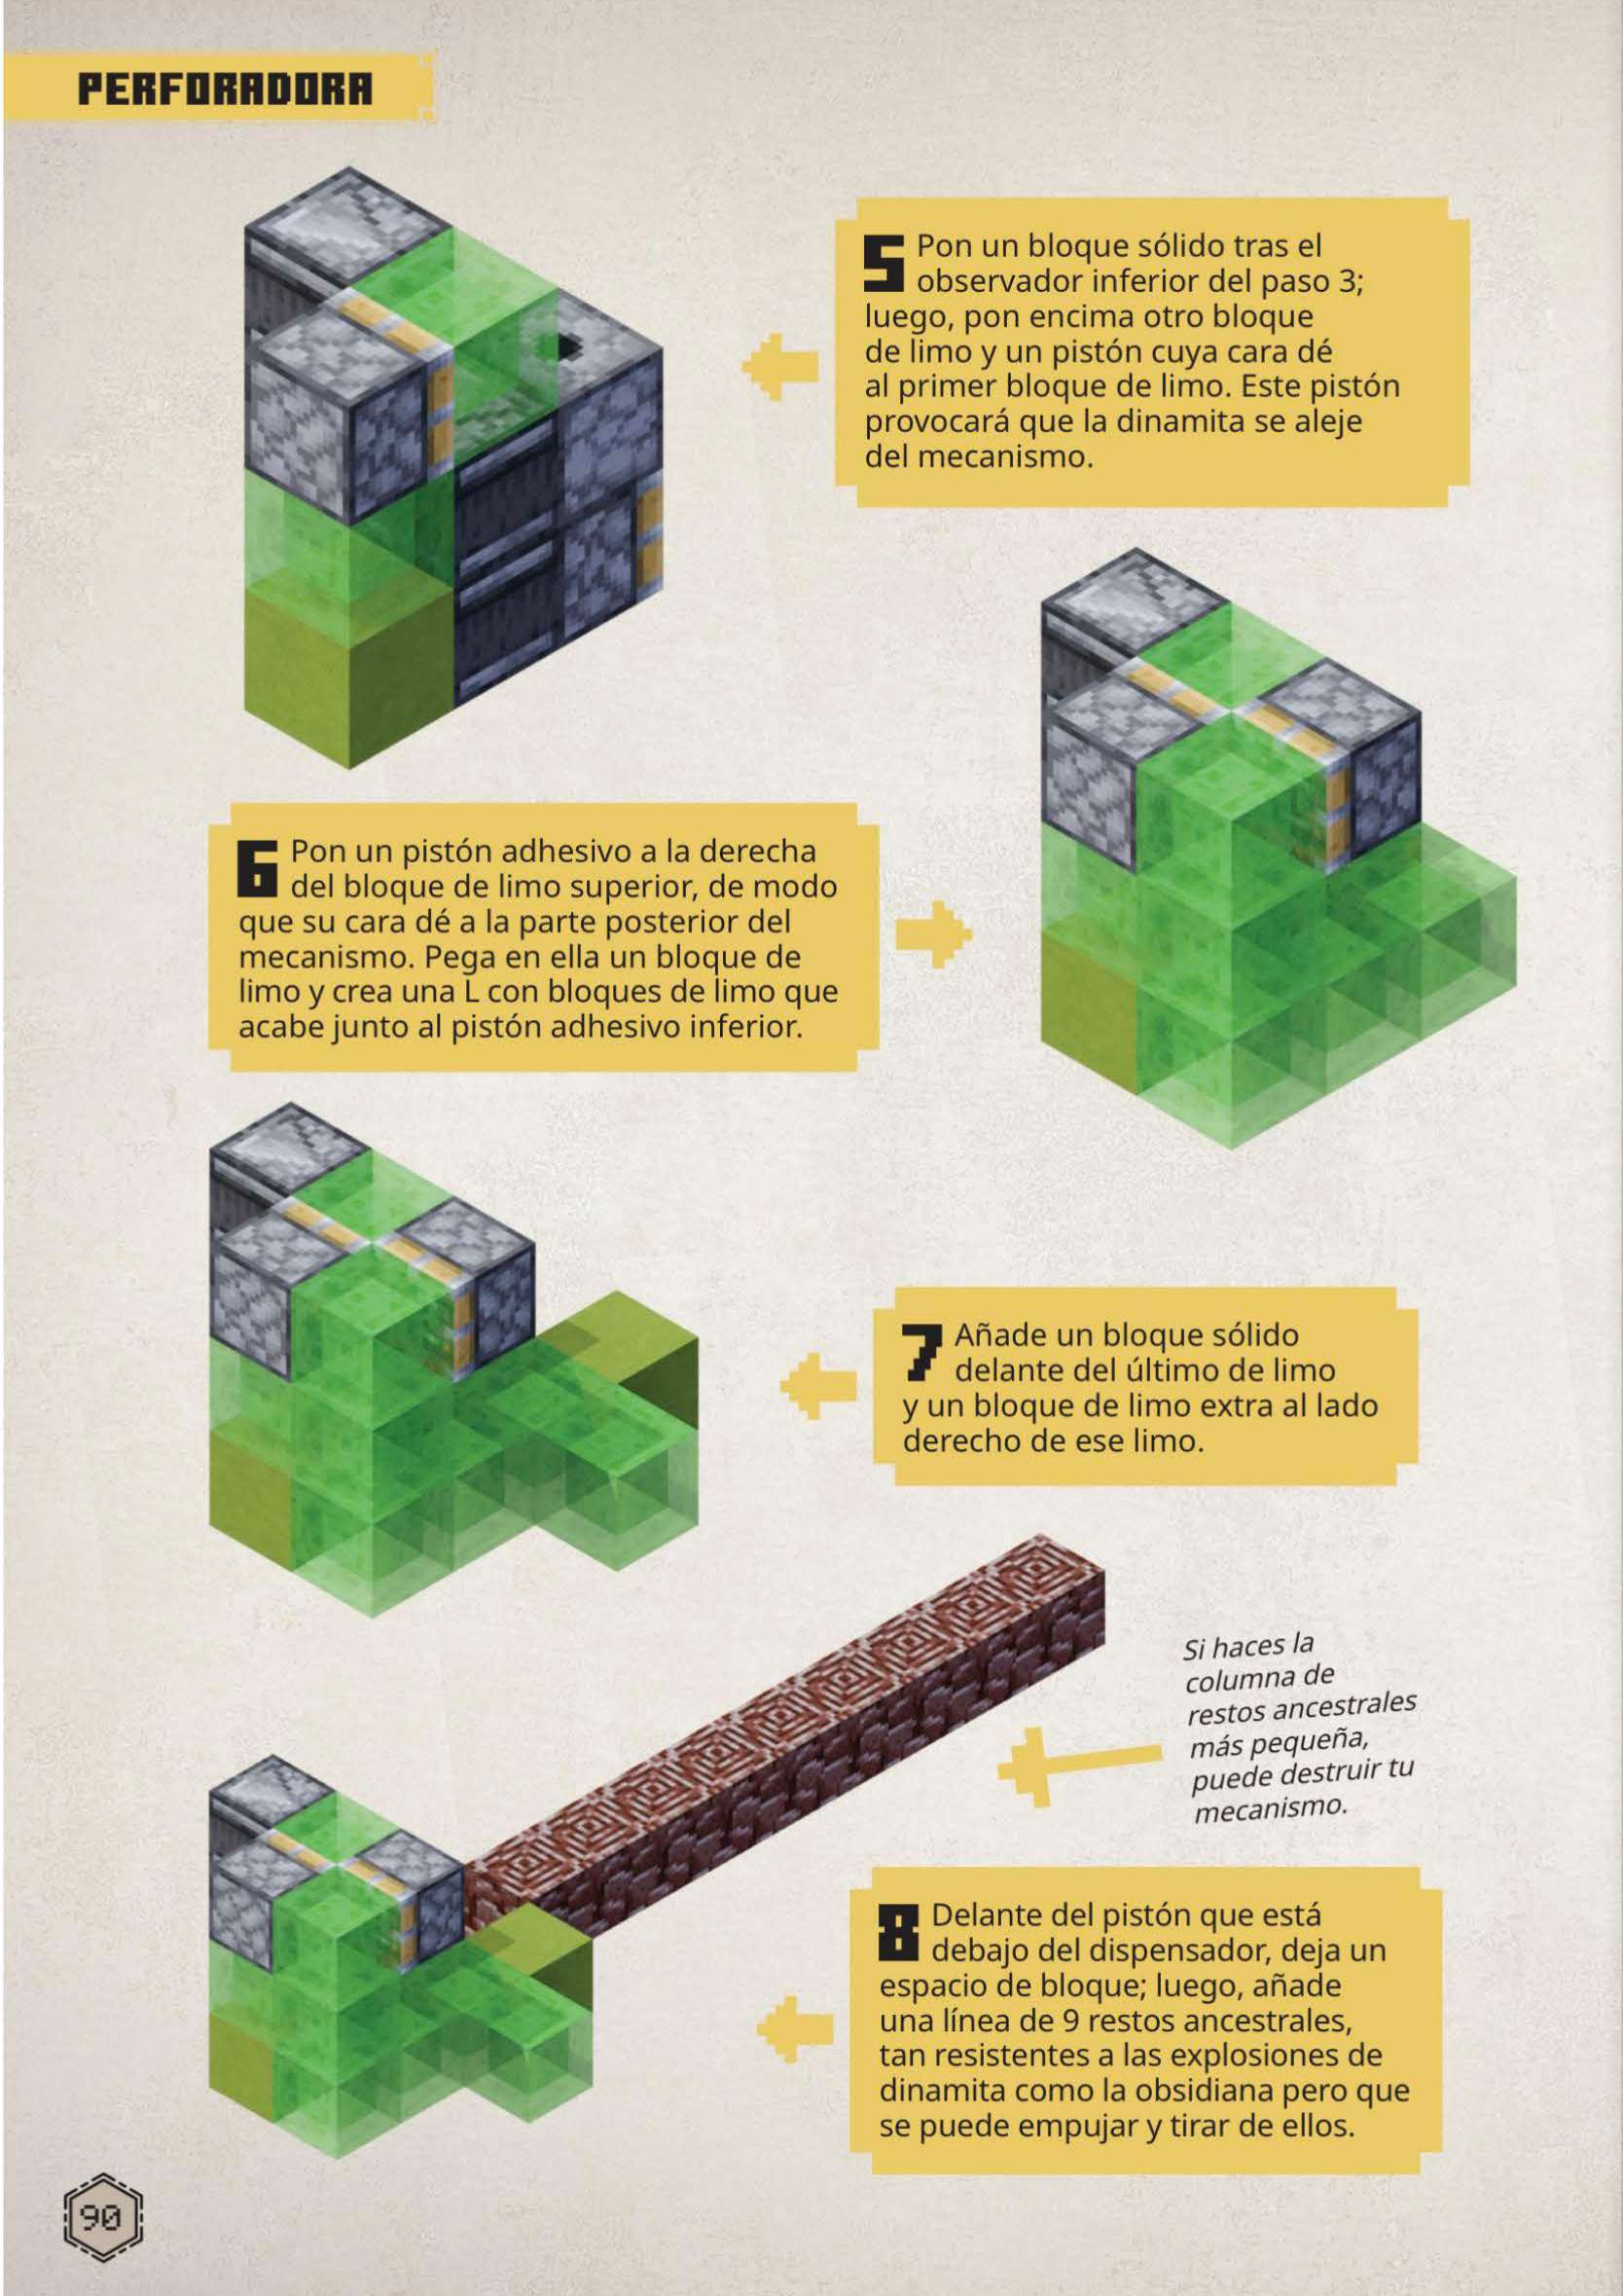 PERFORADORA
5 Pon un bloque sólido tras el
observador inferior del paso 3;
luego, pon encima otro bloque
de limo y un pistón cuya cara dé
al primer bloque de limo. Este pistón
provocará que la dinamita se aleje
del mecanismo.
6 Pon un pistón adhesivo a la derecha
del bloque de limo superior, de modo
que su cara dé a la parte posterior del
mecanismo. Pega en ella un bloque de
limo y crea una L con bloques de limo que
acabe junto al pistón adhesivo inferior.
7 Añade un bloque sólido
delante del último de limo
y un bloque de limo extra al lado
derecho de ese limo.
Si haces la
columna de
restos ancestrales
más pequeña,
puede destruir tu
mecanismo.
8 Delante del pistón que está
debajo del dispensador, deja un
espacio de bloque; luego, añade
una línea de 9 restos ancestrales,
tan resistentes a las explosiones de
dinamita como la obsidiana pero que
se puede empujar y tirar de ellos.
90